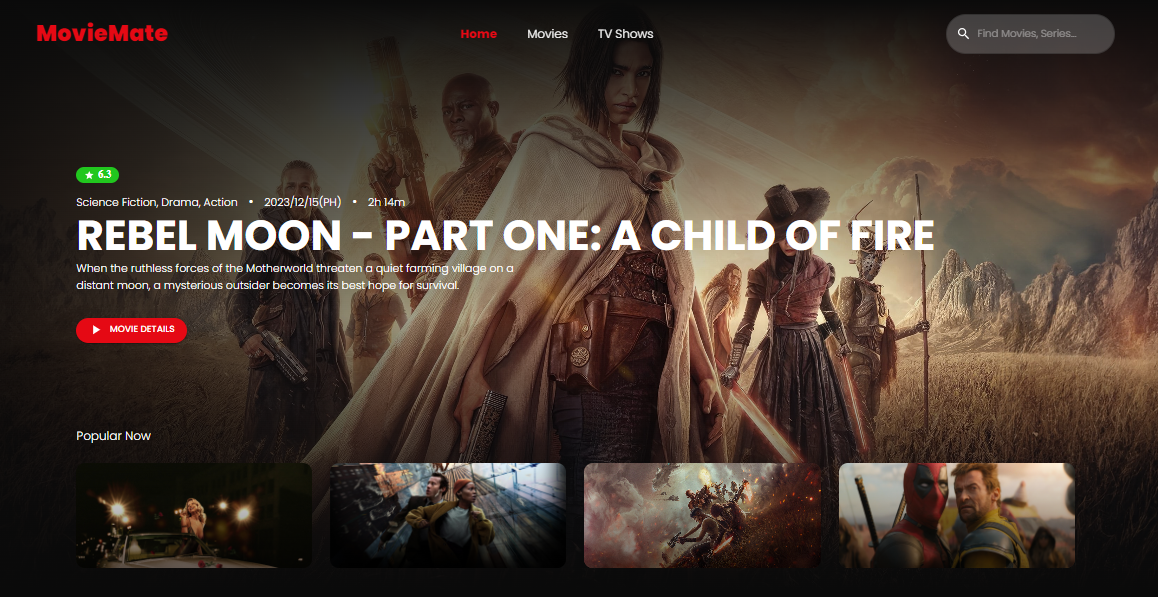 MovieMate
Home
Movies
TV Shows
Find Movies, Series...
★ 6.3
Science Fiction, Drama, Action • 2023/12/15(PH) • 2h 14m
REBEL MOON - PART ONE: A CHILD OF FIRE
When the ruthless forces of the Motherworld threaten a quiet farming village on a
distant moon, a mysterious outsider becomes its best hope for survival.
MOVIE DETAILS
Popular Now